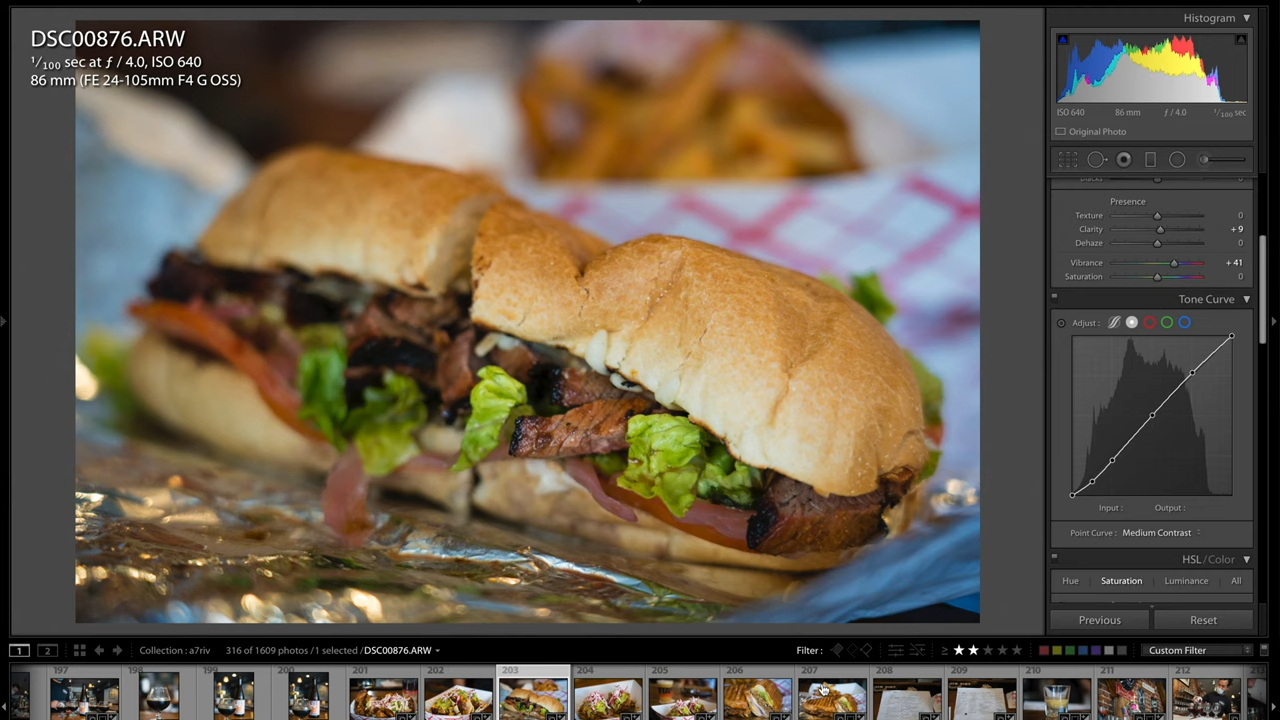 DSC00876.ARW
1/100 sec at ƒ / 4.0, ISO 640
86 mm (FE 24-105mm F4 G OSS)
Histogram
ISO 640 86 mm ƒ / 4.0 1/100 sec
Original Photo
Blacks 0
Presence
Texture 0
Clarity + 9
Dehaze 0
Vibrance + 41
Saturation 0
Tone Curve
Adjust :
Input : Output :
Point Curve : Medium Contrast
HSL / Color
Hue Saturation Luminance All
Previous Reset
1 2 Collection : a7riv 316 of 1609 photos / 1 selected / DSC00876.ARW Filter : ≥ ★ ★ ★ ★ ★ Custom Filter
197 198 199 200 201 202 203 204 205 206 207 208 209 210 211 212